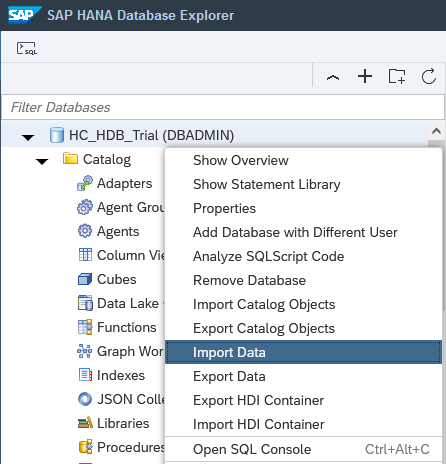 SAP SAP HANA Database Explorer
SQL
Filter Databases
HC_HDB_Trial (DBADMIN)
Catalog
Show Overview
Adapters
Show Statement Library
Agent Grou
Properties
Agents
Add Database with Different User
Column Vie
Analyze SQLScript Code
Cubes
Remove Database
Data Lake
Import Catalog Objects
Functions
Export Catalog Objects
Graph Wor
Import Data
Indexes
Export Data
JSON Colle
Export HDI Container
Libraries
Import HDI Container
Procedures
Open SQL Console Ctrl+Alt+C